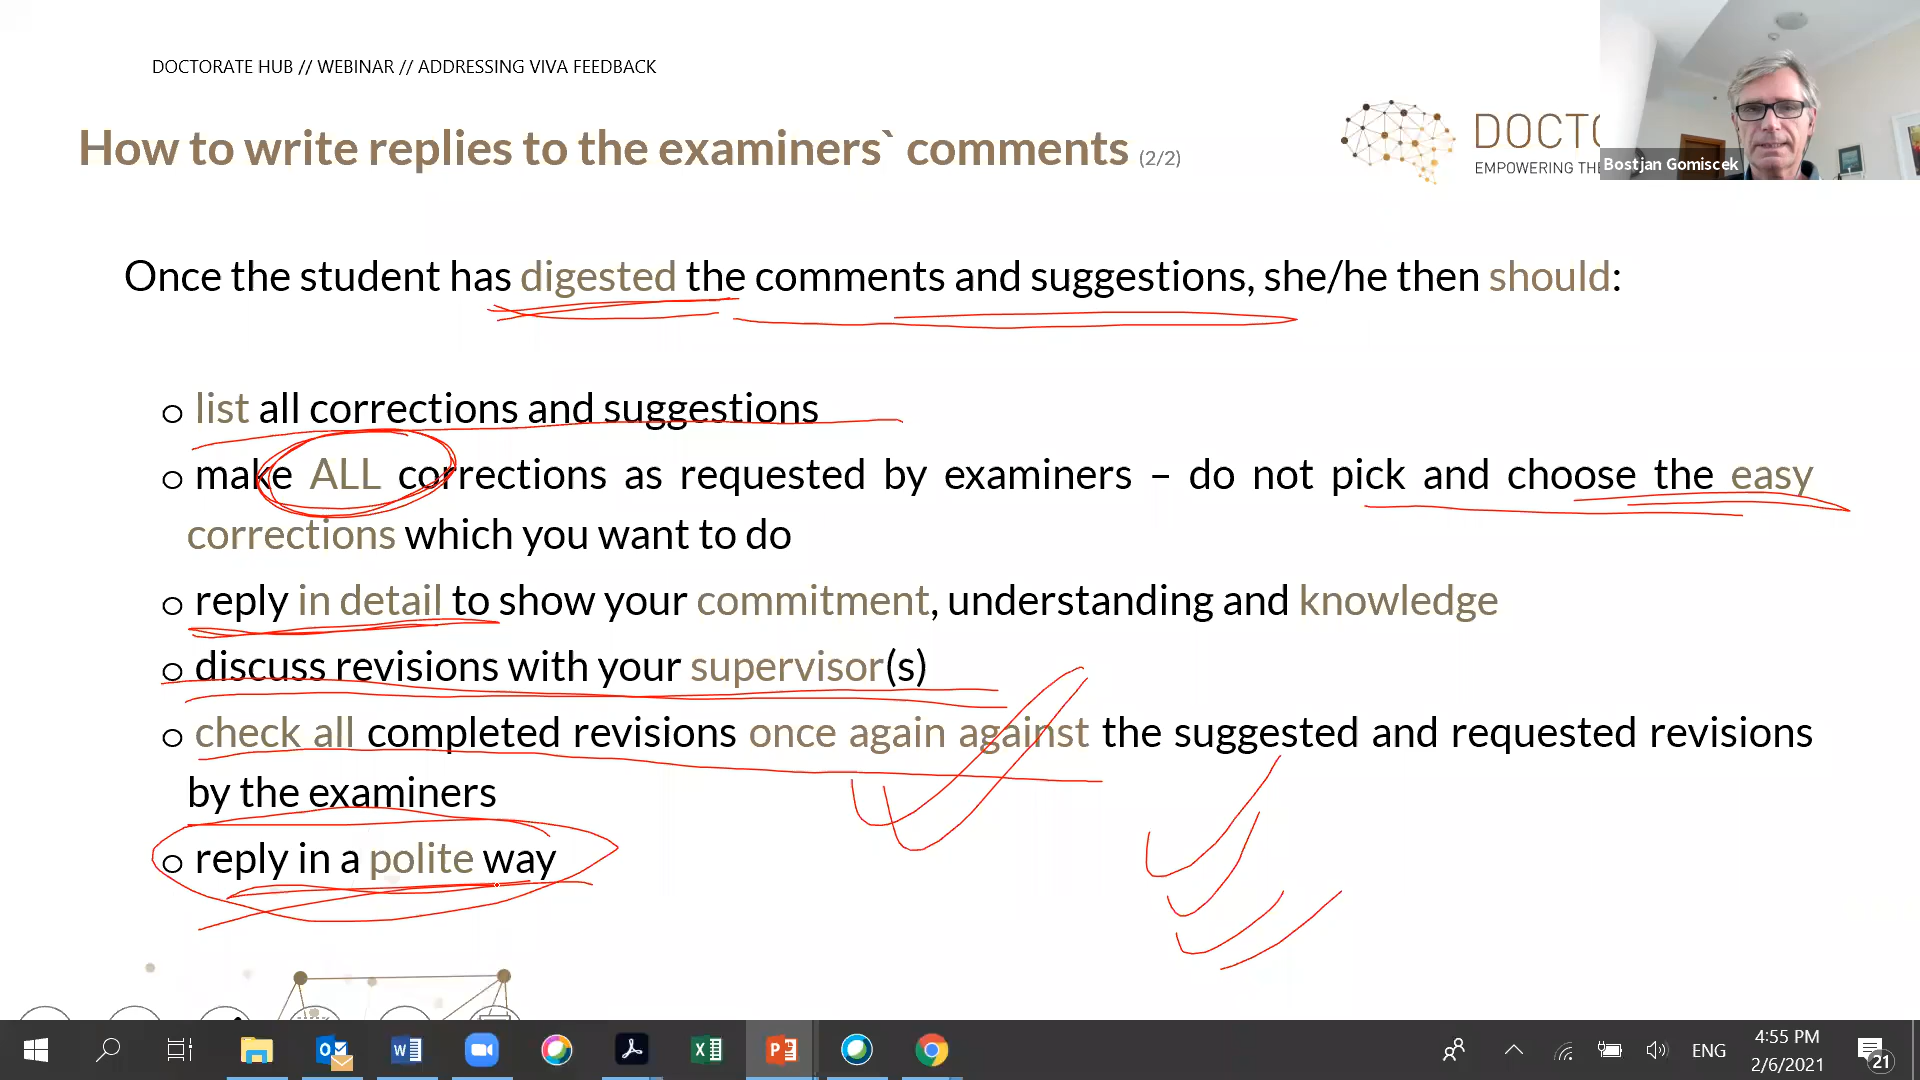 DOCTORATE HUB // WEBINAR // ADDRESSING VIVA FEEDBACK
How to write replies to the examiners` comments (2/2)
EMPOWERING
Bostjan Gomiscek
Once the student has digested the comments and suggestions, she/he then should:
o list all corrections and suggestions
o make ALL corrections as requested by examiners – do not pick and choose the easy
corrections which you want to do
o reply in detail to show your commitment, understanding and knowledge
o discuss revisions with your supervisor(s)
o check all completed revisions once again against the suggested and requested revisions
by the examiners
o reply in a polite way
ENG
4:55 PM
2/6/2021
21